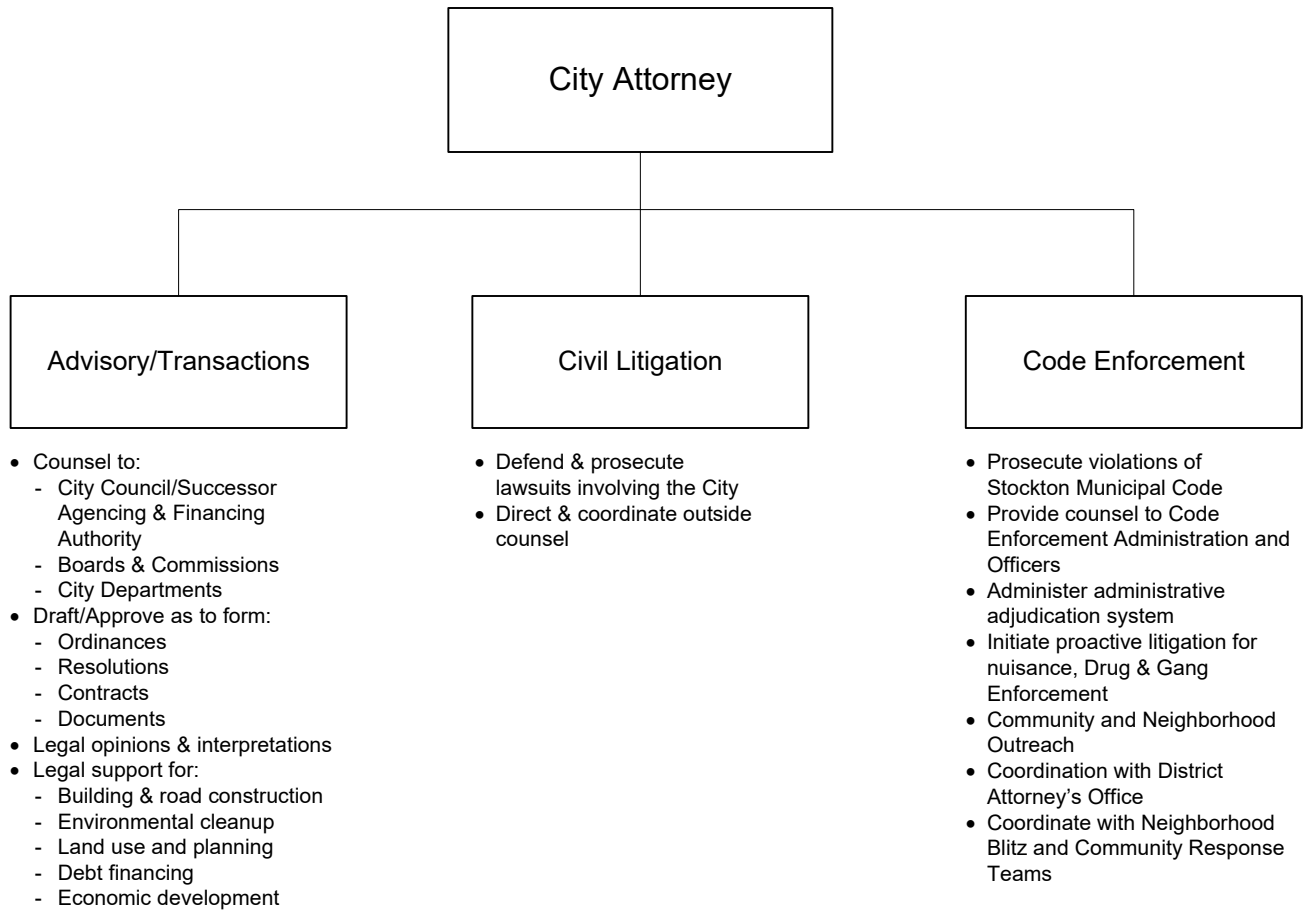 City Attorney
Advisory/Transactions
Civil Litigation
Code Enforcement
• Counsel to:
- City Council/Successor
Agencing & Financing
Authority
- Boards & Commissions
- City Departments
• Draft/Approve as to form:
- Ordinances
- Resolutions
- Contracts
- Documents
• Legal opinions & interpretations
• Legal support for:
- Building & road construction
- Environmental cleanup
- Land use and planning
- Debt financing
- Economic development
• Defend & prosecute
lawsuits involving the City
• Direct & coordinate outside
counsel
• Prosecute violations of
Stockton Municipal Code
• Provide counsel to Code
Enforcement Administration and
Officers
• Administer administrative
adjudication system
• Initiate proactive litigation for
nuisance, Drug & Gang
Enforcement
• Community and Neighborhood
Outreach
• Coordination with District
Attorney’s Office
• Coordinate with Neighborhood
Blitz and Community Response
Teams